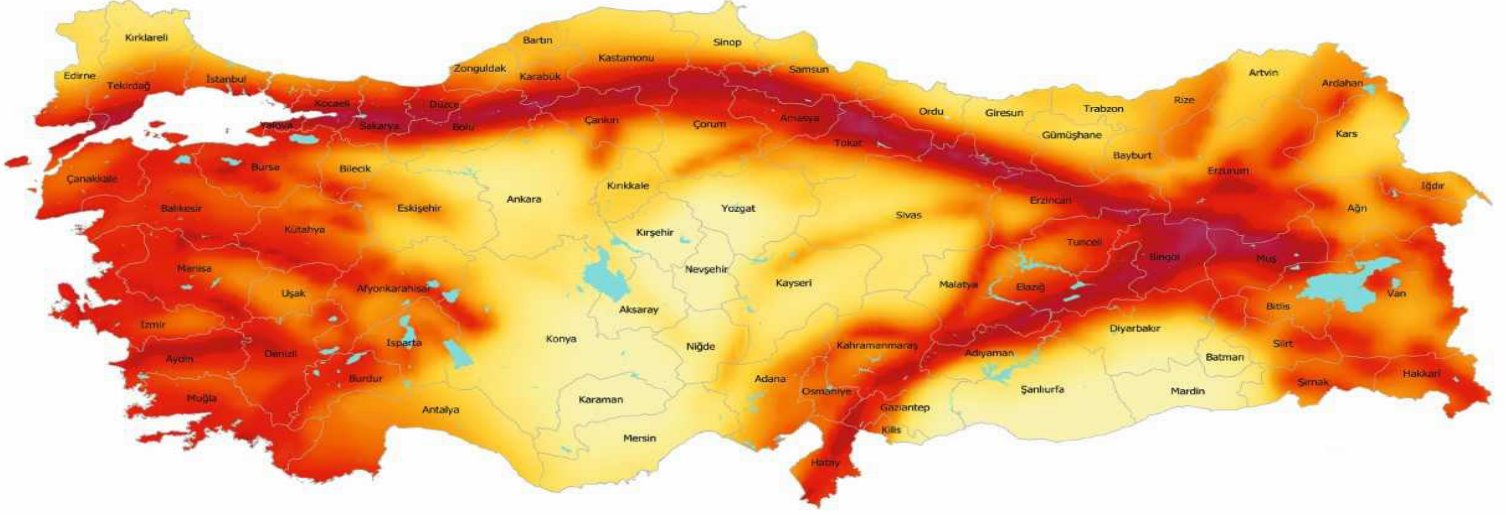 Kırklareli
Edirne
Tekirdağ
İstanbul
Kocaeli
Yalova
Sakarya
Düzce
Bolu
Zonguldak
Bartın
Karabük
Kastamonu
Sinop
Samsun
Çankırı
Çorum
Amasya
Tokat
Ordu
Giresun
Trabzon
Gümüşhane
Bayburt
Rize
Artvin
Ardahan
Kars
Iğdır
Ağrı
Erzurum
Erzincan
Çanakkale
Balıkesir
Bursa
Bilecik
Kütahya
Eskişehir
Ankara
Kırıkkale
Kırşehir
Yozgat
Sivas
Tunceli
Bingöl
Muş
Manisa
Uşak
Afyonkarahisar
Nevşehir
Aksaray
Kayseri
Malatya
Elazığ
Bitlis
Van
İzmir
Aydın
Denizli
Isparta
Burdur
Konya
Niğde
Kahramanmaraş
Adıyaman
Diyarbakır
Batman
Siirt
Şırnak
Hakkari
Muğla
Antalya
Karaman
Mersin
Adana
Osmaniye
Gaziantep
Kilis
Şanlıurfa
Mardin
Hatay